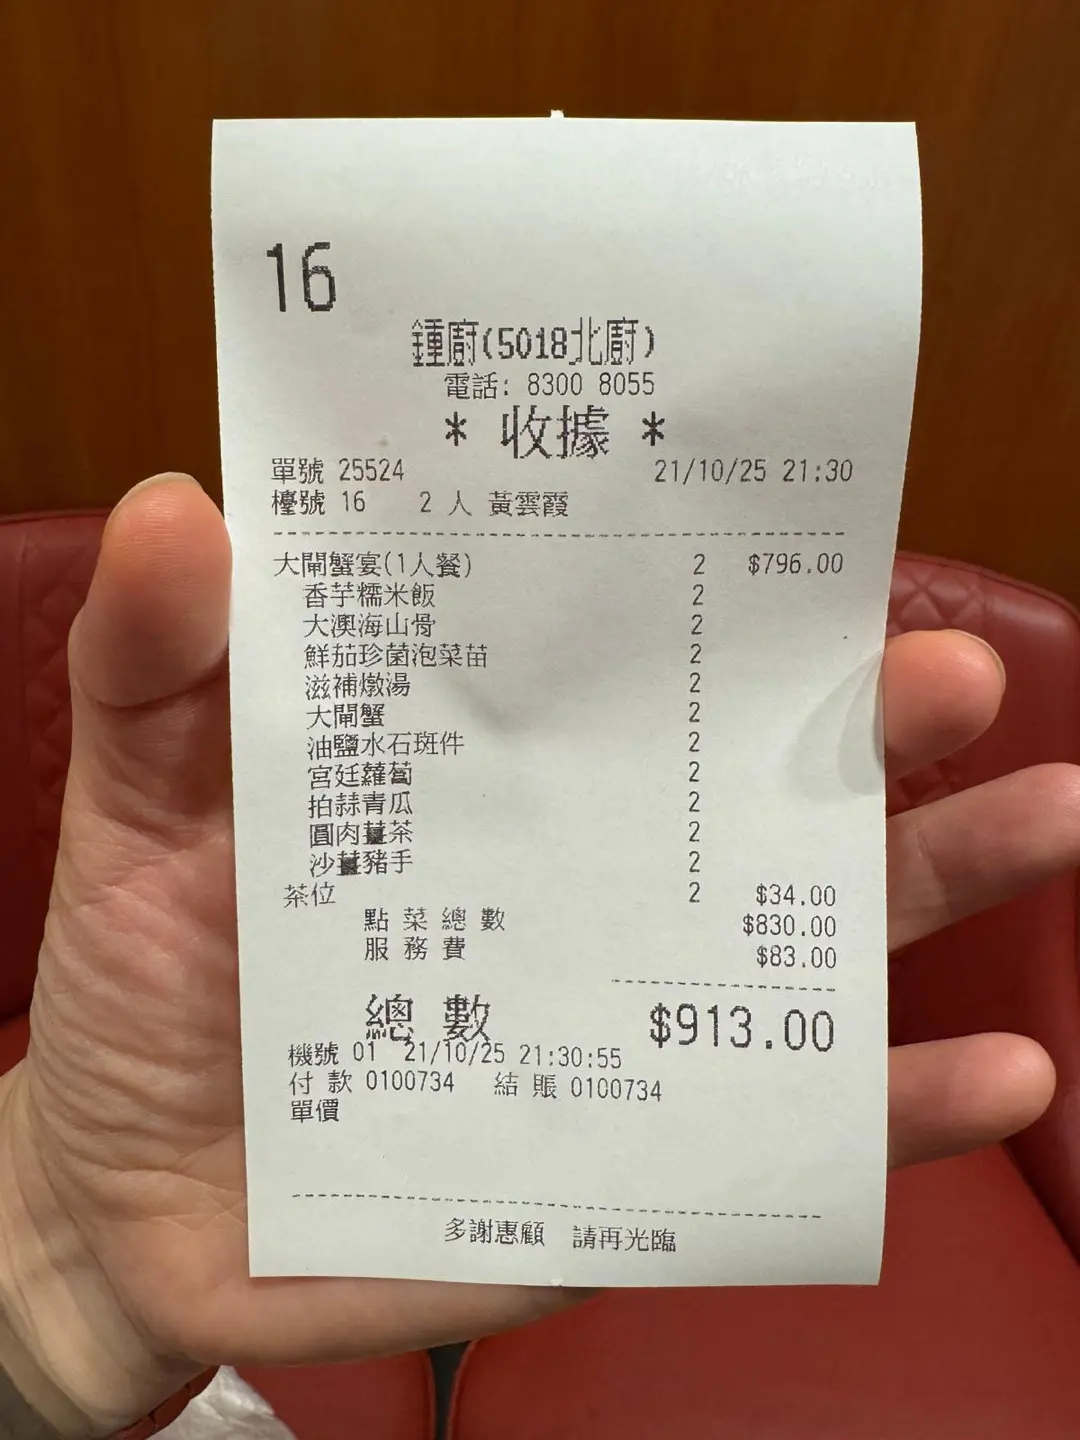 16
鍾廚(5018北廚)
電話: 8300 8055
* 收據 *
單號 25524 21/10/25 21:30
檯號 16 2 人 黃雲霞
大閘蟹宴(1人餐) 2 $796.00
香芋糯米飯 2
大澳海山骨 2
鮮茄珍菌泡菜苗 2
滋補燉湯 2
大閘蟹 2
油鹽水石斑件 2
宮廷蘿蔔 2
拍蒜青瓜 2
圓肉薑茶 2
沙薑豬手 2
茶位 2 $34.00
點菜總數 $830.00
服務費 $83.00
總數 $913.00
機號 01 21/10/25 21:30:55
付款 0100734 結賬 0100734
單價
多謝惠顧 請再光臨